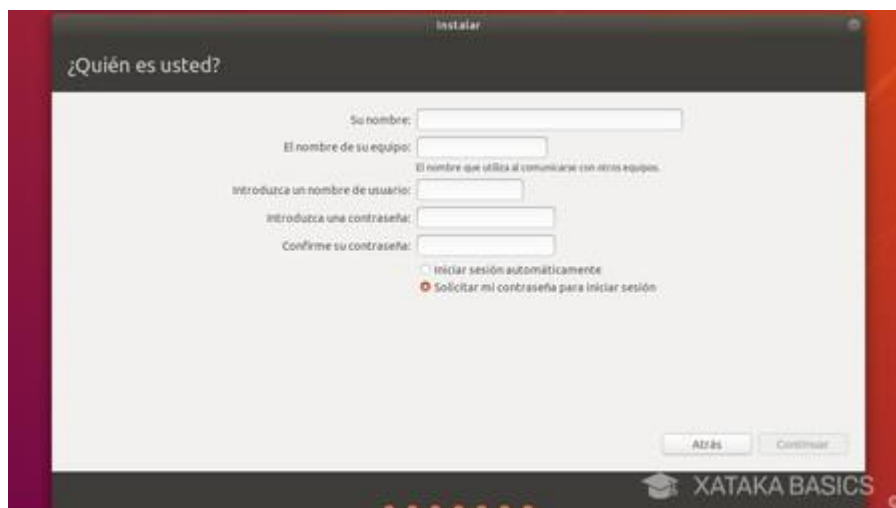 Instalar
¿Quién es usted?
Su nombre:
El nombre de su equipo:
El nombre que utiliza al comunicarse con otros equipos.
Introduzca un nombre de usuario:
Introduzca una contraseña:
Confirme su contraseña:
Iniciar sesión automáticamente
Solicitar mi contraseña para iniciar sesión
Atrás
Continuar
XATAKA BASICS